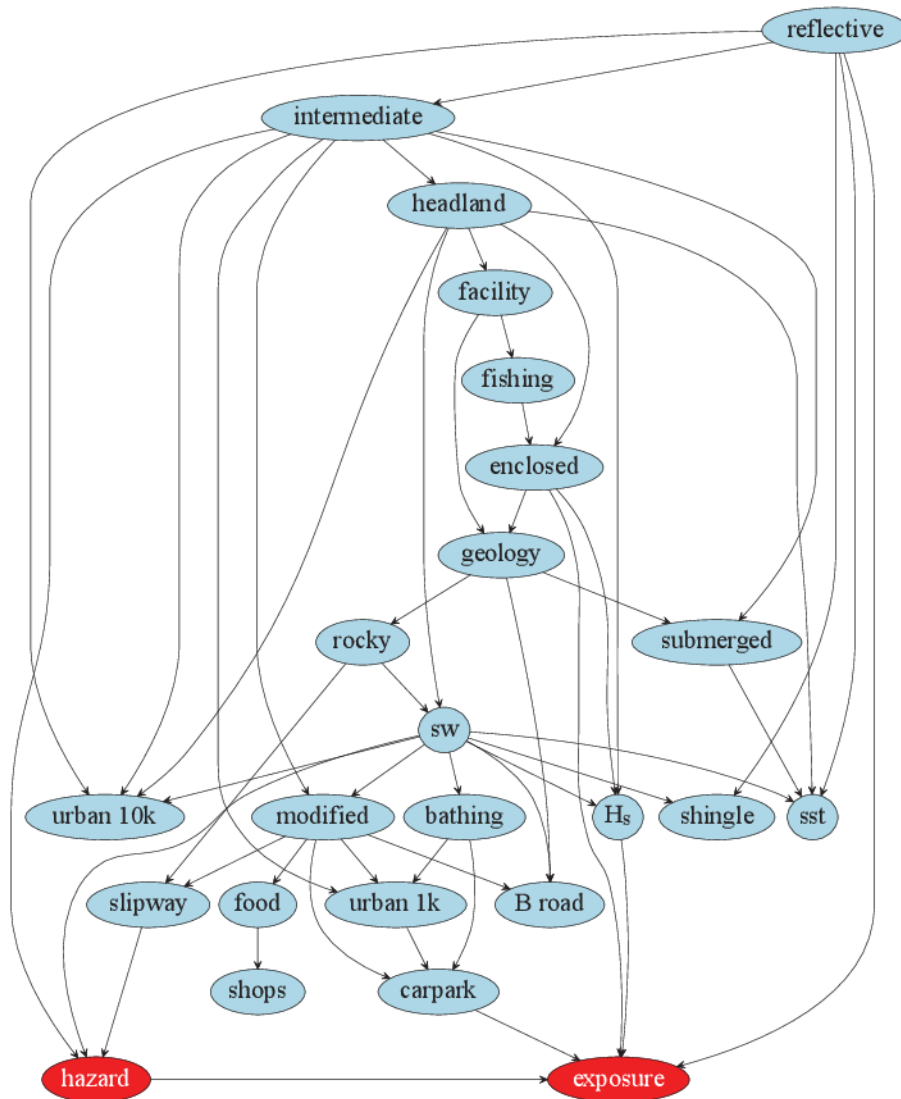 reflective
intermediate
headland
facility
fishing
enclosed
geology
rocky
submerged
sw
urban 10k
modified
bathing
Hs
shingle
sst
slipway
food
urban 1k
B road
shops
carpark
hazard
exposure